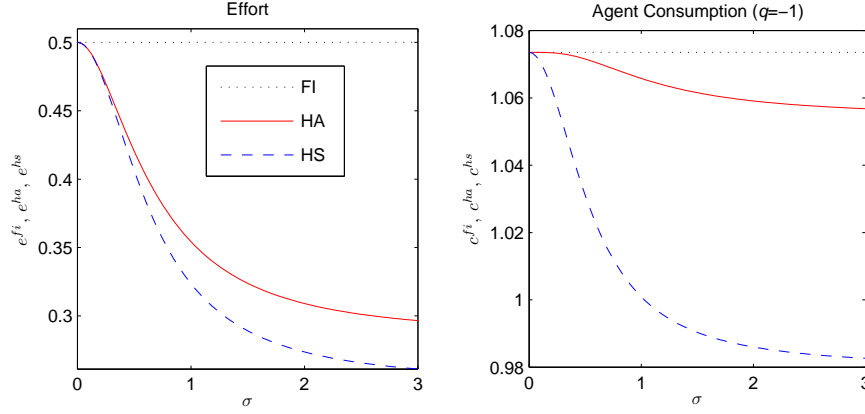 Effort
0.5
0.45
0.4
0.35
0.3
e^{fi}, e^{ha}, e^{hs}
FI
HA
HS
0 1 2 3
σ
Agent Consumption (q=−1)
1.08
1.06
1.04
1.02
1
0.98
c^{fi}, c^{ha}, c^{hs}
0 1 2 3
σ